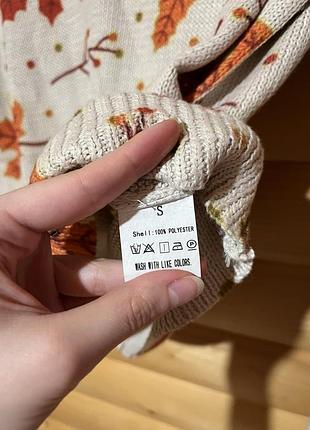 S
Shell: 100% POLYESTER
WASH WITH LIKE COLORS.